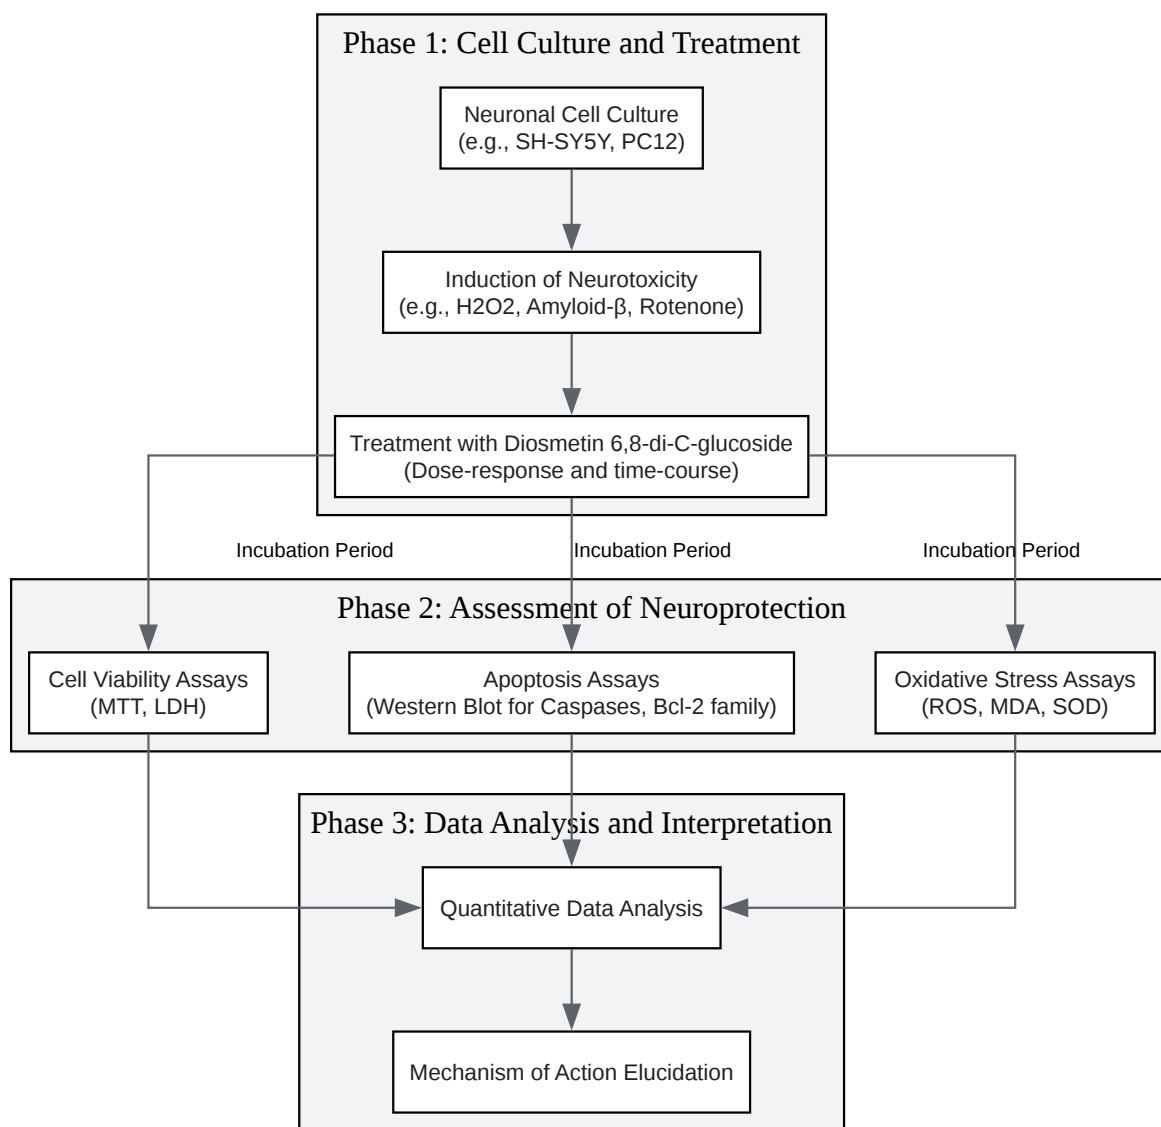 Phase 1: Cell Culture and Treatment
Neuronal Cell Culture
(e.g., SH-SY5Y, PC12)
Induction of Neurotoxicity
(e.g., H2O2, Amyloid-β, Rotenone)
Treatment with Diosmetin 6,8-di-C-glucoside
(Dose-response and time-course)
Incubation Period
Incubation Period
Incubation Period
Phase 2: Assessment of Neuroprotection
Cell Viability Assays
(MTT, LDH)
Apoptosis Assays
(Western Blot for Caspases, Bcl-2 family)
Oxidative Stress Assays
(ROS, MDA, SOD)
Phase 3: Data Analysis and Interpretation
Quantitative Data Analysis
Mechanism of Action Elucidation